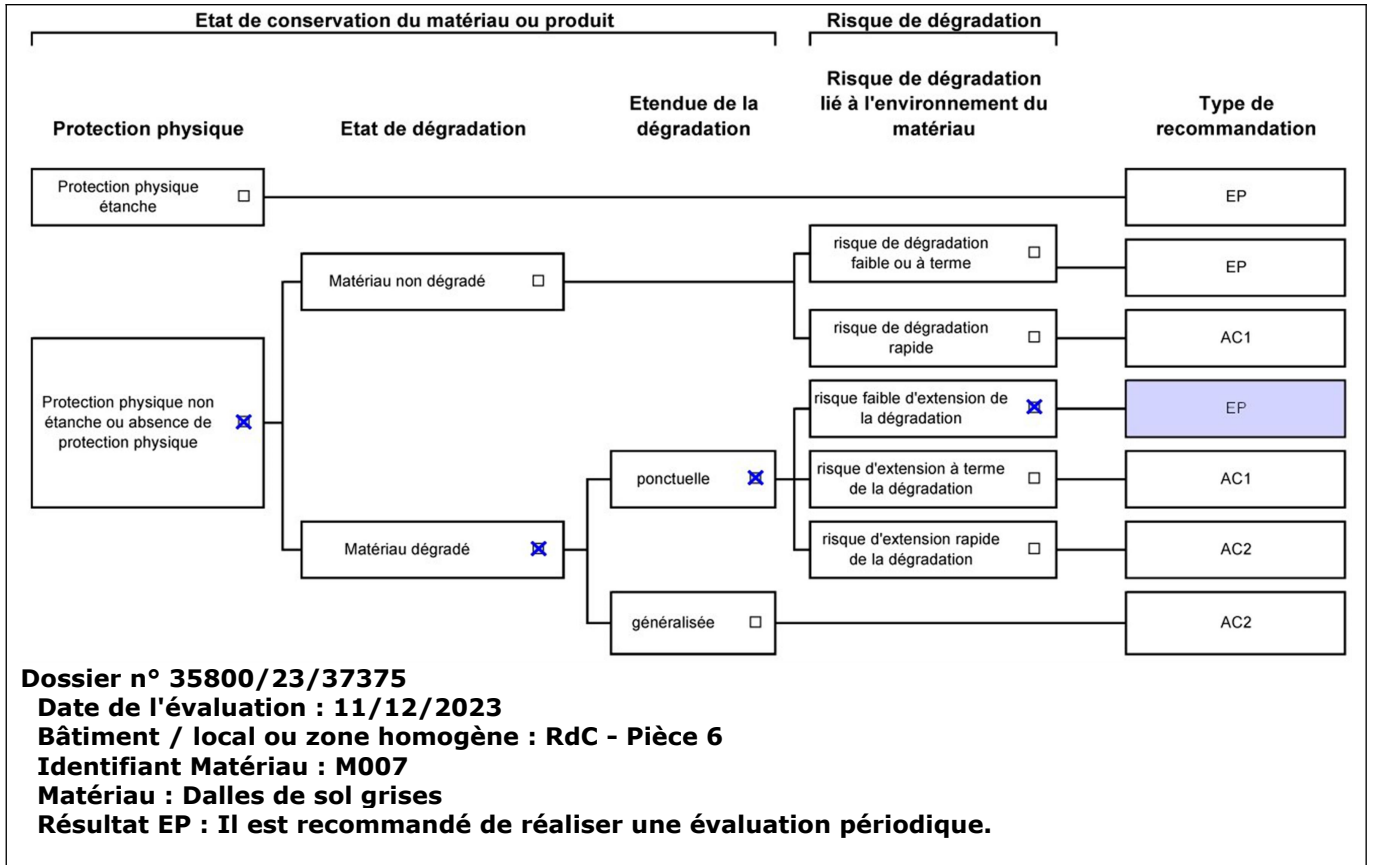 Etat de conservation du matériau ou produit
Risque de dégradation
Protection physique
Etat de dégradation
Etendue de la
dégradation
Risque de dégradation
lié à l'environnement du
matériau
Type de
recommandation
Protection physique
étanche
EP
Matériau non dégradé
risque de dégradation
faible ou à terme
EP
risque de dégradation
rapide
AC1
Protection physique non
étanche ou absence de
protection physique
risque faible d'extension de
la dégradation
EP
ponctuelle
risque d'extension à terme
de la dégradation
AC1
Matériau dégradé
risque d'extension rapide
de la dégradation
AC2
généralisée
AC2
Dossier n° 35800/23/37375
Date de l'évaluation : 11/12/2023
Bâtiment / local ou zone homogène : RdC - Pièce 6
Identifiant Matériau : M007
Matériau : Dalles de sol grises
Résultat EP : Il est recommandé de réaliser une évaluation périodique.